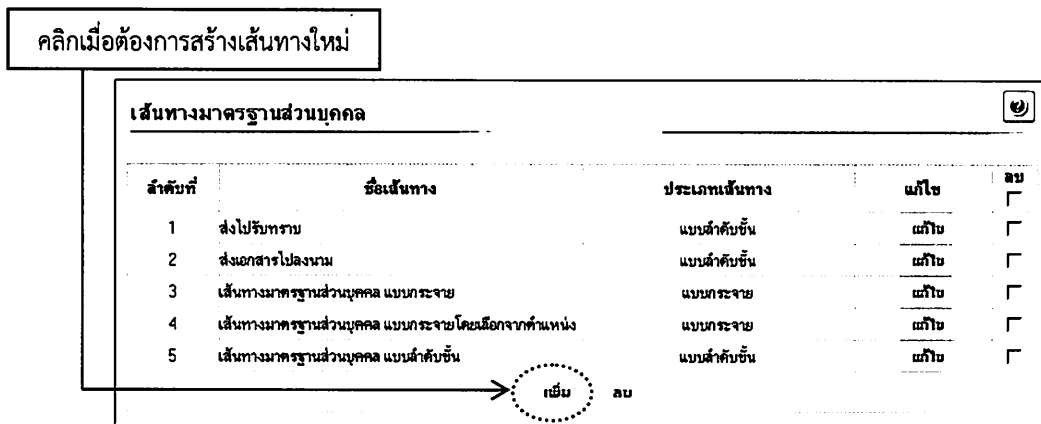 คลิกเมื่อต้องการสร้างเส้นทางใหม่
เส้นทางมาตรฐานส่วนบุคคล
ลำดับที่ ชื่อเส้นทาง ประเภทเส้นทาง แก้ไข ลบ
1 ส่งไปรับทราบ แบบลำดับชั้น แก้ไข
2 ส่งเอกสารไปลงนาม แบบลำดับชั้น แก้ไข
3 เส้นทางมาตรฐานส่วนบุคคล แบบกระจาย แบบกระจาย แก้ไข
4 เส้นทางมาตรฐานส่วนบุคคล แบบกระจายโดยเลือกจากตำแหน่ง แบบกระจาย แก้ไข
5 เส้นทางมาตรฐานส่วนบุคคล แบบลำดับชั้น แบบลำดับชั้น แก้ไข
เพิ่ม ลบ